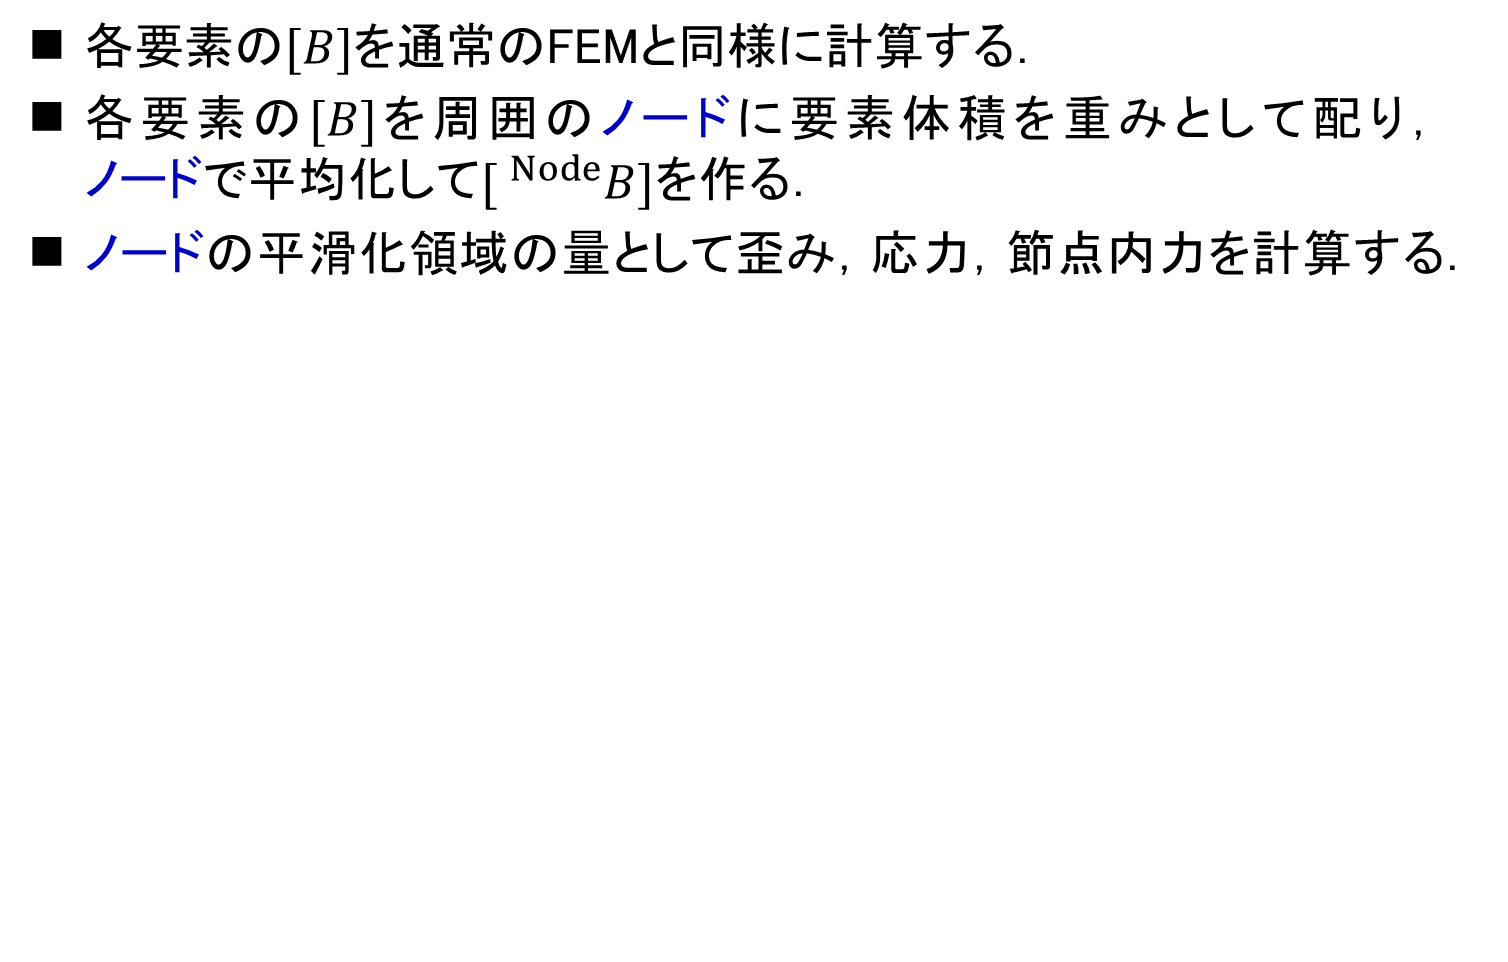 ■ 各要素の[B]を通常のFEMと同様に計算する.
■ 各要素の[B]を周囲のノードに要素体積を重みとして配り,
ノードで平均化して[ ᴺᵒᵈᵉB]を作る.
■ ノードの平滑化領域の量として歪み, 応力, 節点内力を計算する.